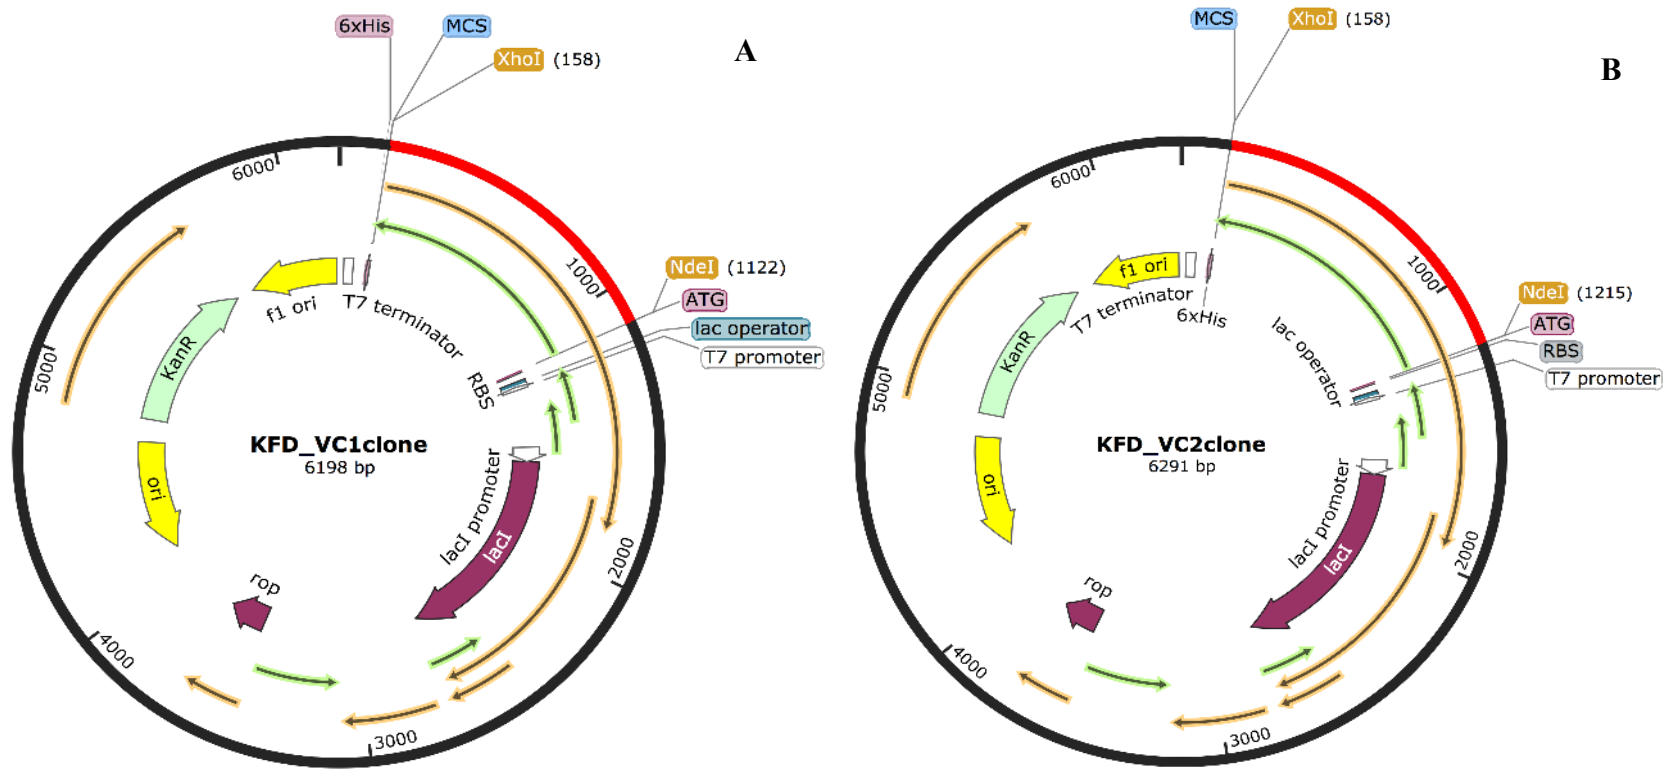 6xHis
MCS
XhoI (158)
A
6000
1000
NdeI (1122)
ATG
lac operator
T7 promoter
f1 ori
T7 terminator
KanR
5000
RBS
KFD_VC1clone
6198 bp
ori
lacI promoter
lacI
2000
rop
4000
3000
MCS
XhoI (158)
B
6000
1000
NdeI (1215)
ATG
RBS
T7 promoter
f1 ori
T7 terminator
6xHis
lac operator
KanR
5000
KFD_VC2clone
6291 bp
ori
lacI promoter
lacI
2000
rop
4000
3000